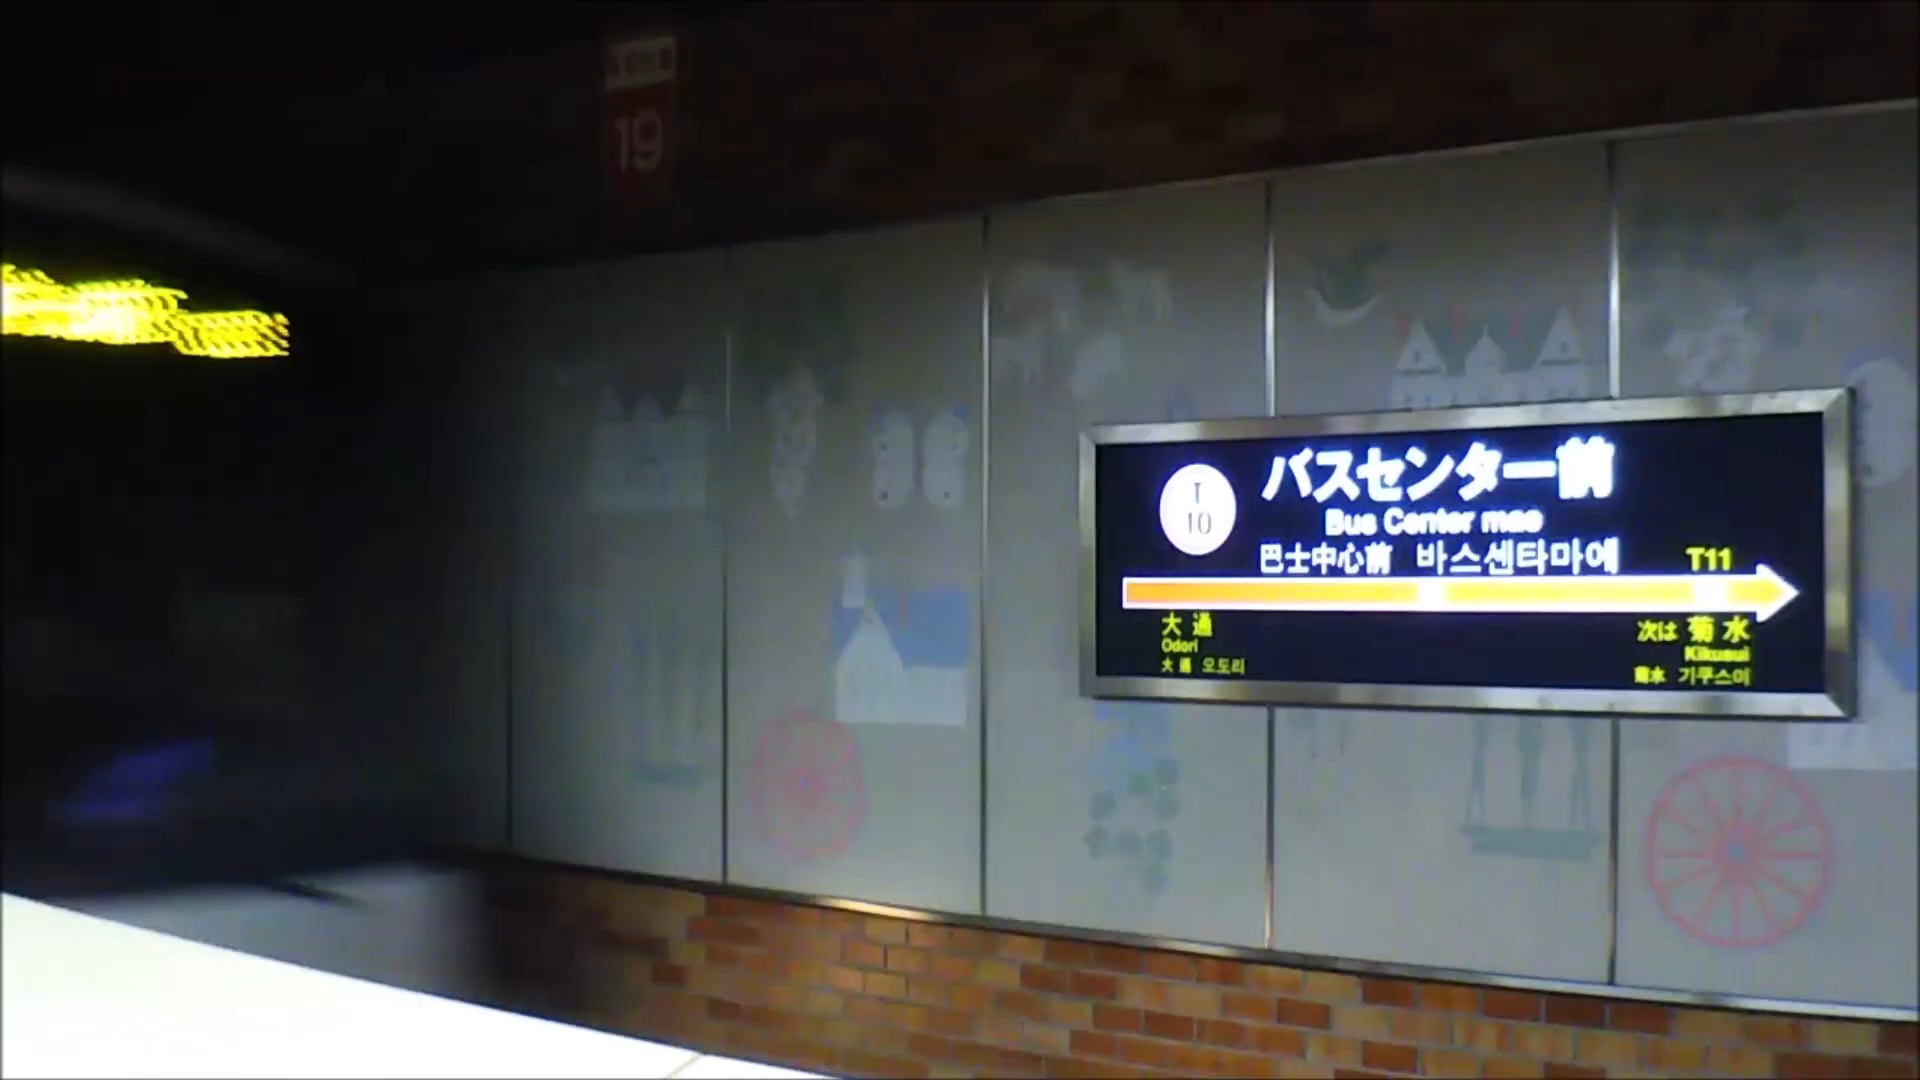 19
T
10
バスセンター前
Bus Center mae
巴士中心前 바스센타마에
T11
大通
Odori
大通 오도리
次は 菊水
Kikusui
菊水 기쿠스이